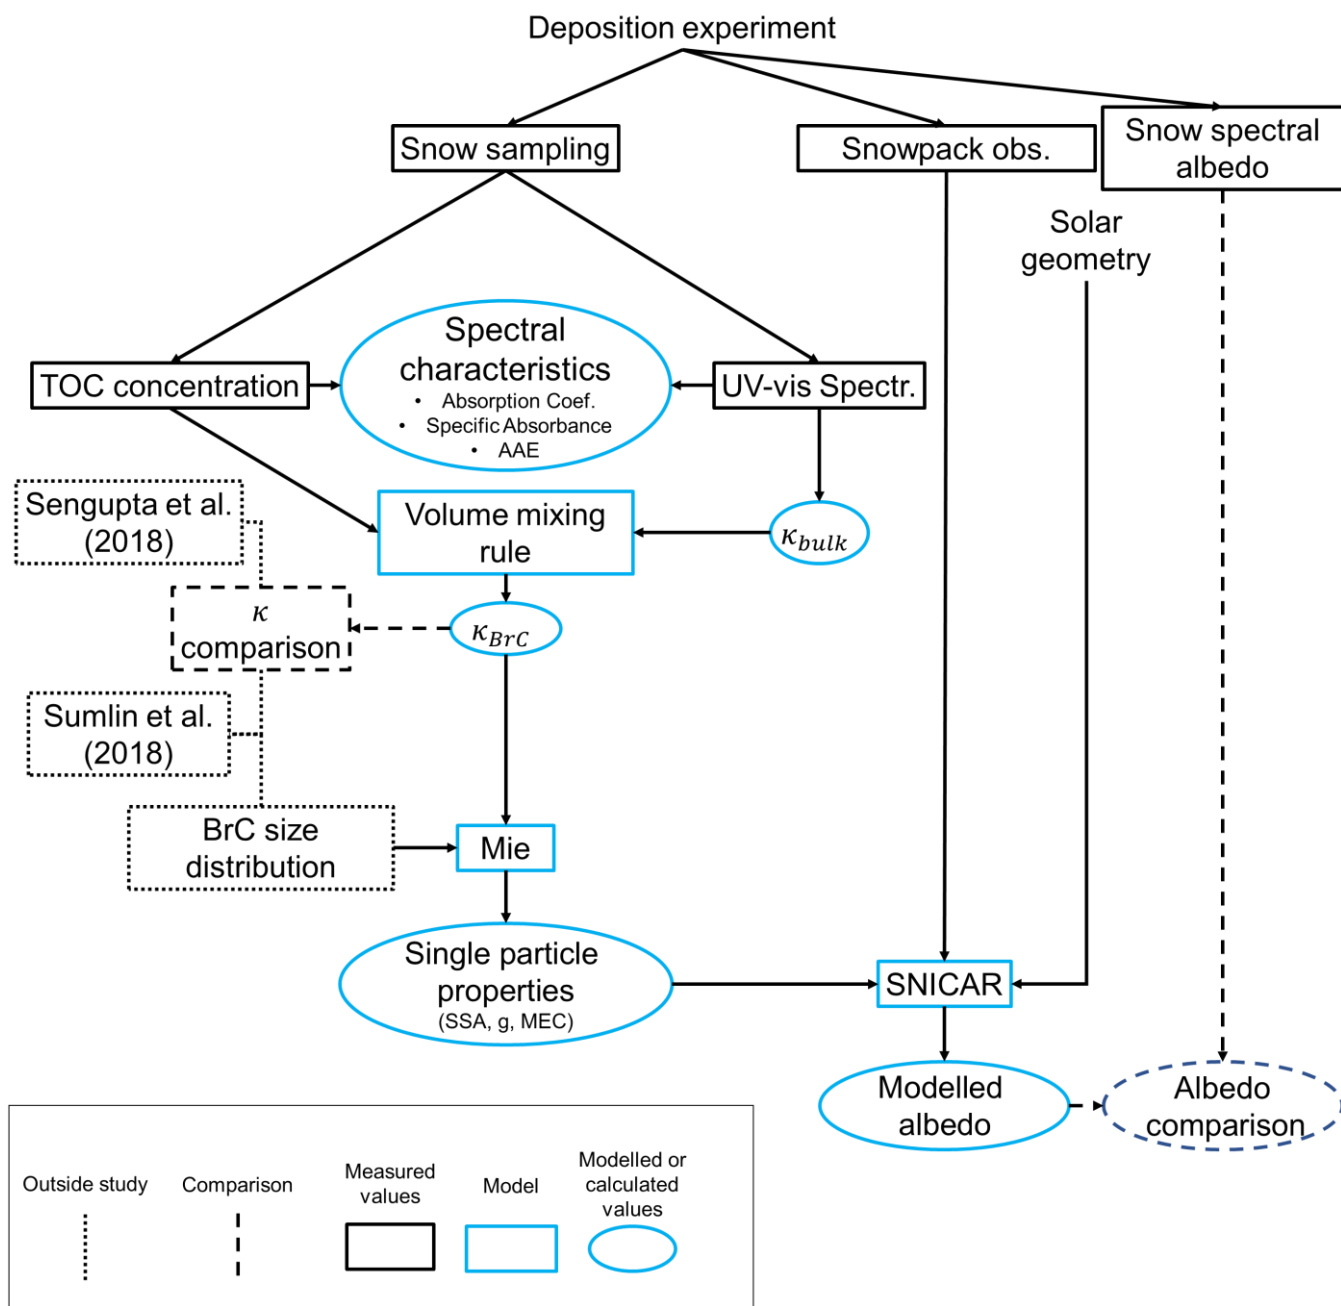 Deposition experiment
Snow sampling
Snowpack obs.
Snow spectral
albedo
Solar
geometry
Spectral
characteristics
• Absorption Coef.
• Specific Absorbance
• AAE
TOC concentration
UV-vis Spectr.
Sengupta et al.
(2018)
Volume mixing
rule
κ_bulk
κ
comparison
κ_BrC
Sumlin et al.
(2018)
BrC size
distribution
Mie
Single particle
properties
(SSA, g, MEC)
SNICAR
Modelled
albedo
Albedo
comparison
Outside study
Comparison
Measured
values
Model
Modelled or
calculated
values